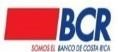 BCR
SOMOS EL BANCO DE COSTA RICA